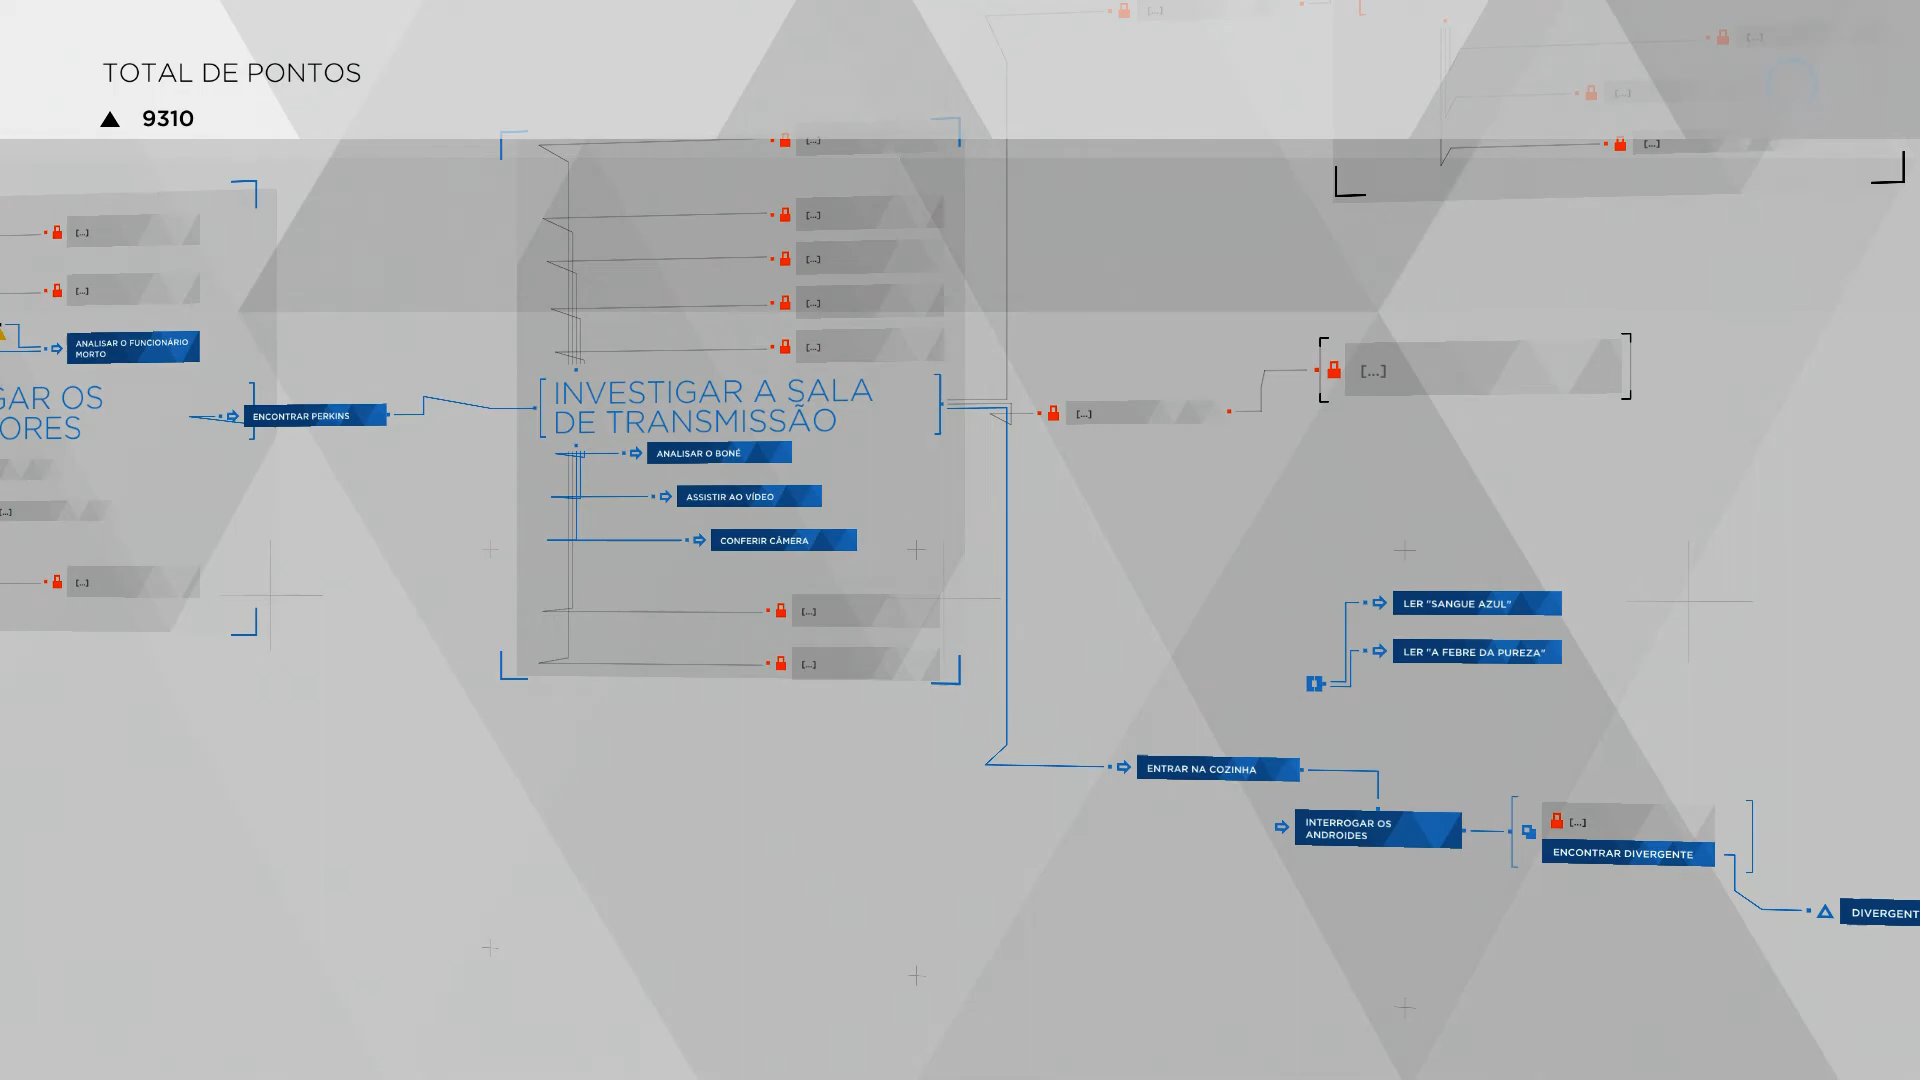 TOTAL DE PONTOS
▲ 9310
[...]
[...]
[...]
[...]
[...]
[...]
[...]
[...]
[...]
[...]
[...]
ANALISAR O FUNCIONÁRIO
MORTO
[...]
[...]
GAR OS
ORES
ENCONTRAR PERKINS
INVESTIGAR A SALA
DE TRANSMISSÃO
[...]
ANALISAR O BONÉ
ASSISTIR AO VÍDEO
[...]
CONFERIR CÂMERA
[...]
LER "SANGUE AZUL"
[...]
LER "A FEBRE DA PUREZA"
[...]
ENTRAR NA COZINHA
INTERROGAR OS
ANDROIDES
[...]
ENCONTRAR DIVERGENTE
DIVERGENT